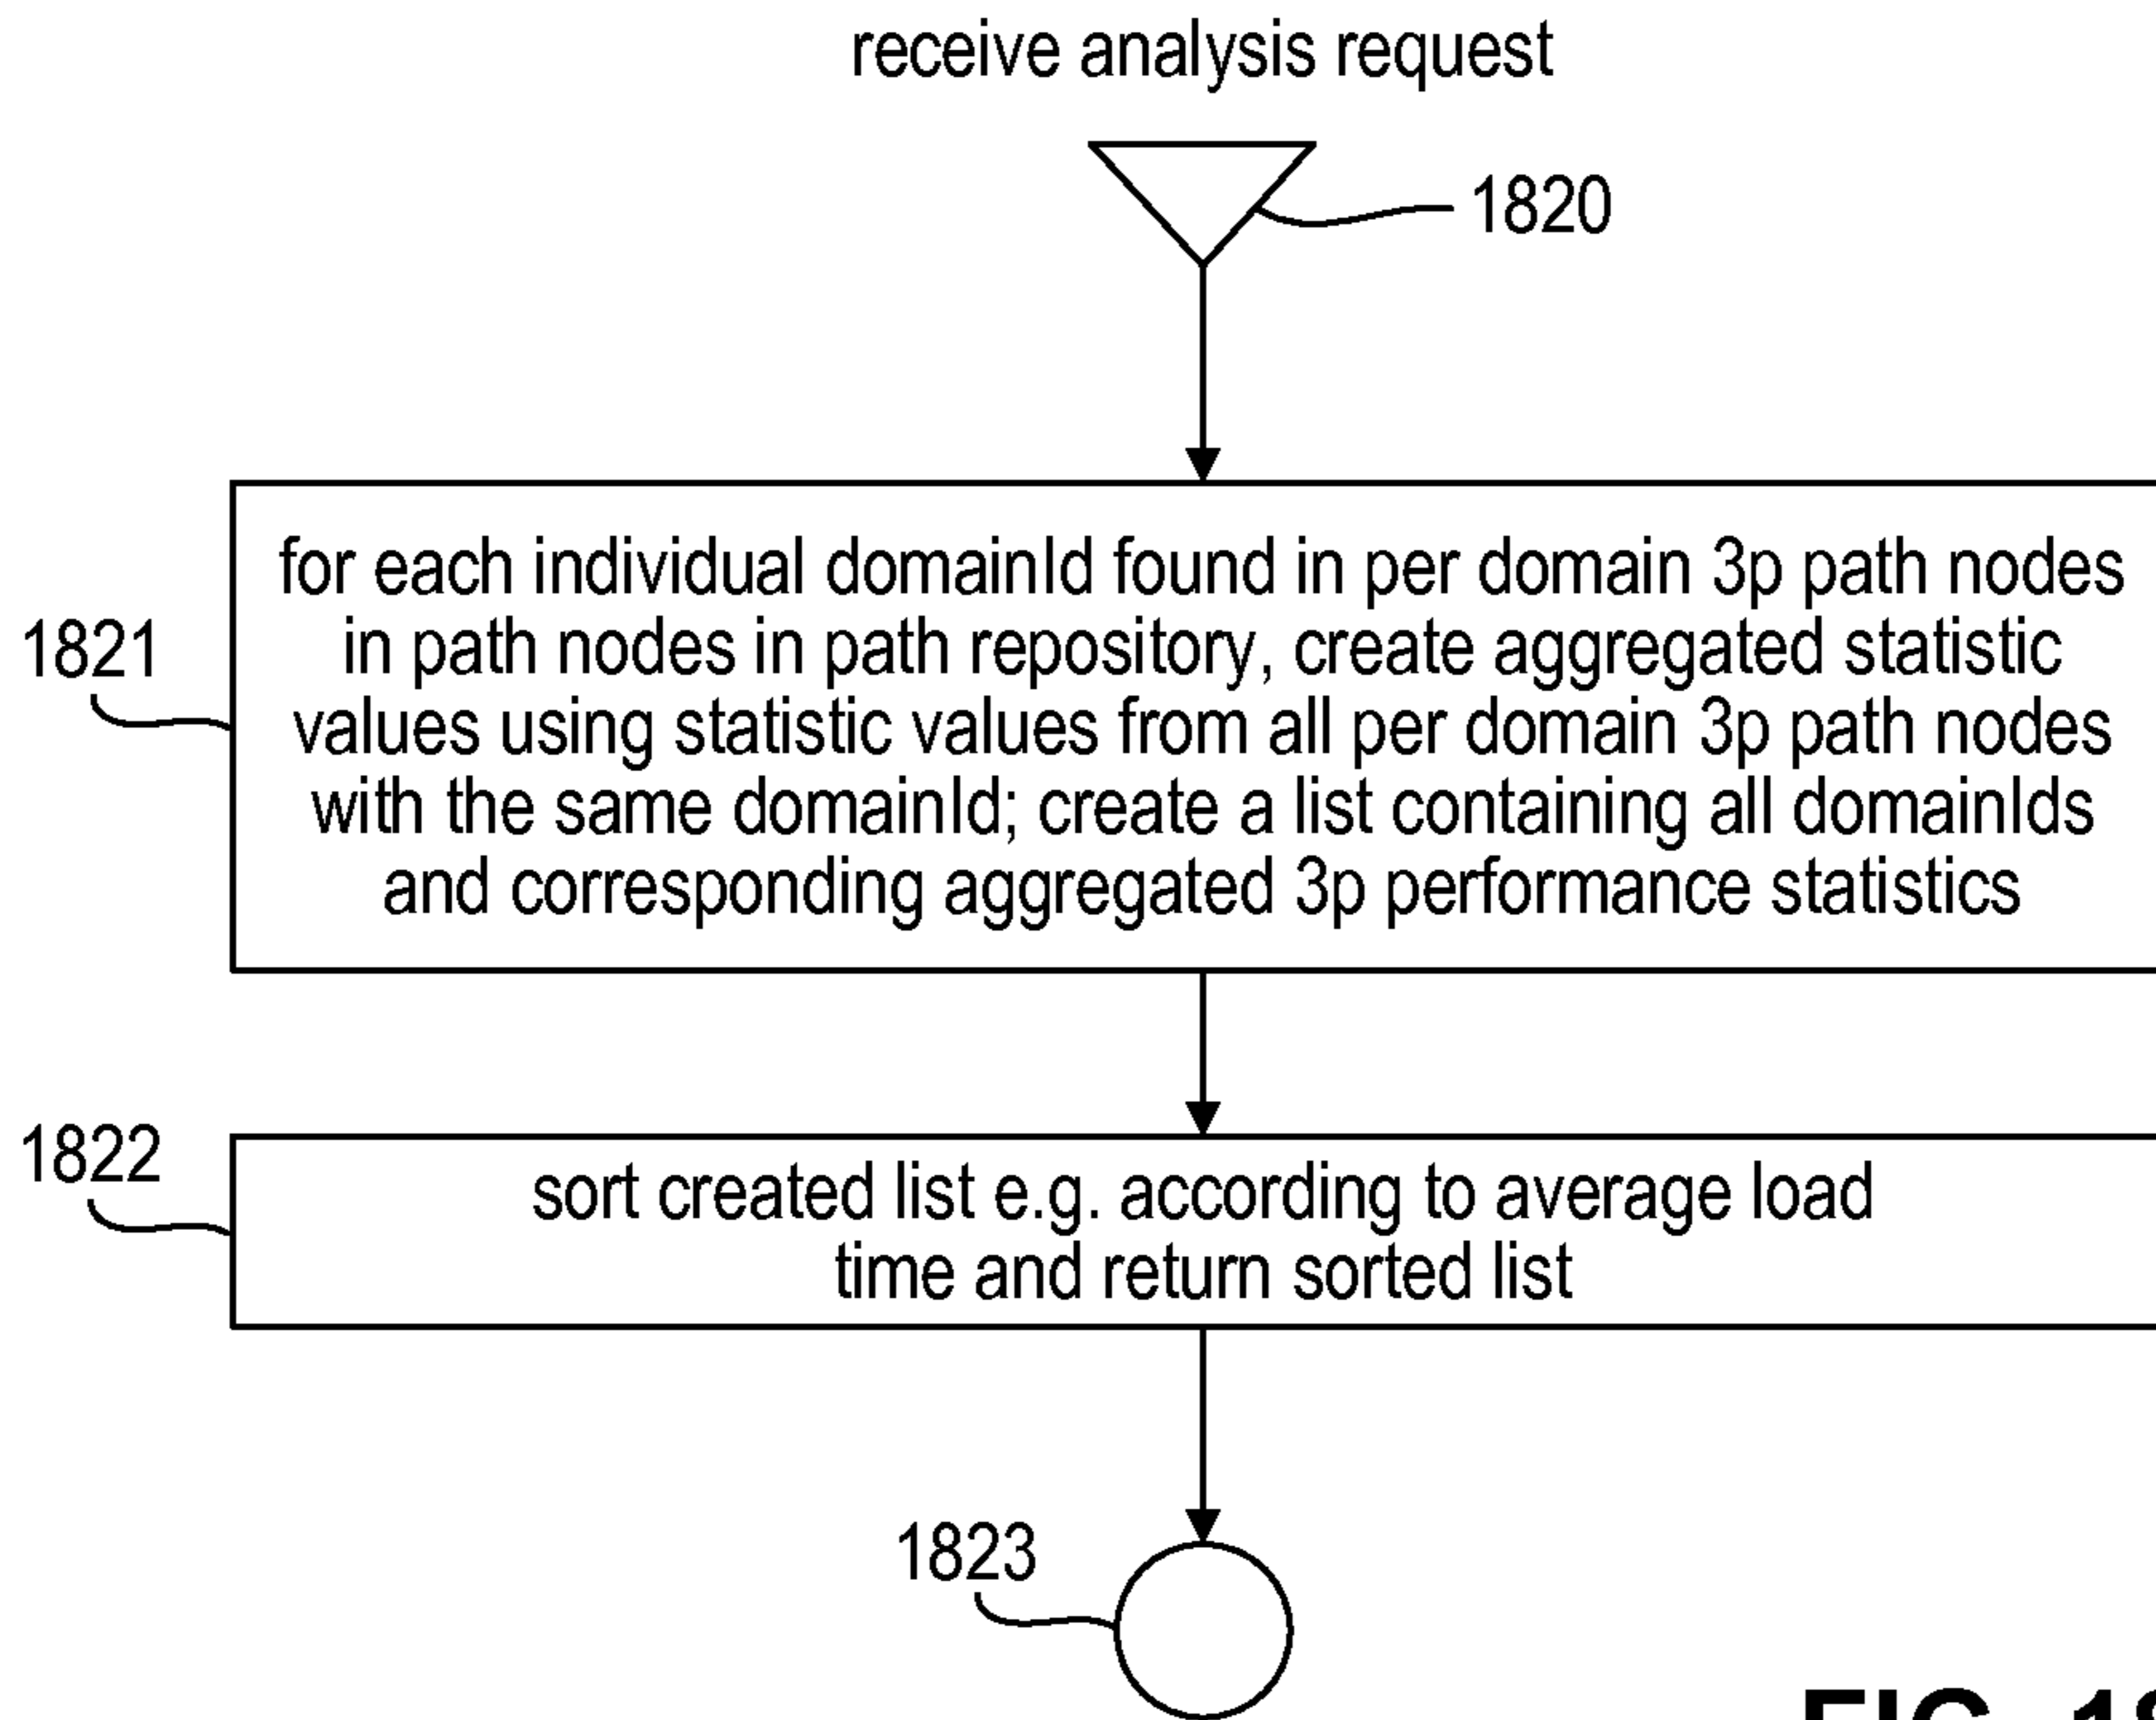 receive analysis request
1820
for each individual domainId found in per domain 3p path nodes
in path nodes in path repository, create aggregated statistic
1821
values using statistic values from all per domain 3p path nodes
with the same domainId; create a list containing all domainIds
and corresponding aggregated 3p performance statistics
1822
sort created list e.g. according to average load
time and return sorted list
1823